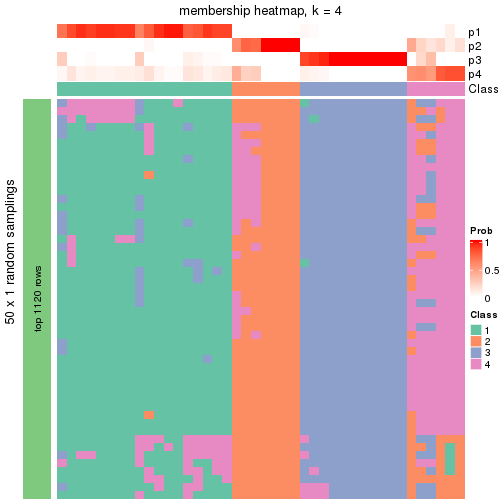 membership heatmap, k = 4
p1
p2
p3
p4
Class
50 x 1 random samplings
top 1120 rows
Prob
1
0.5
0
Class
1
2
3
4